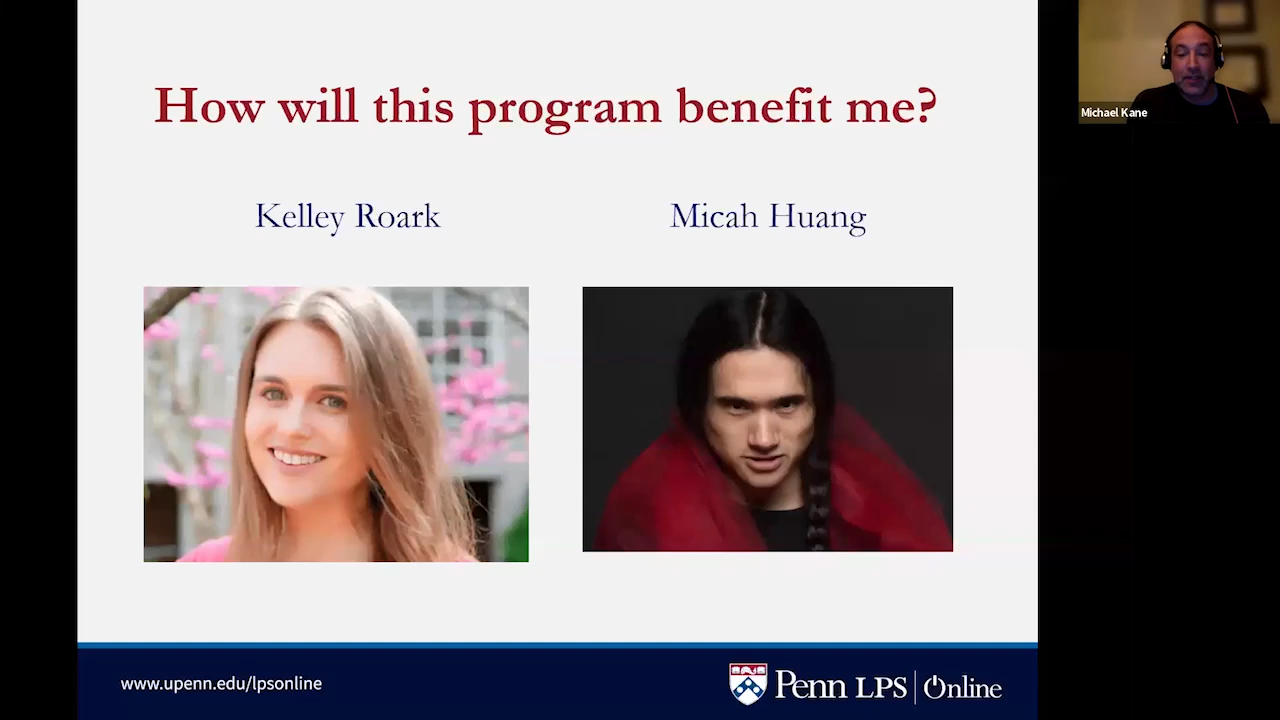 How will this program benefit me?
Kelley Roark
Micah Huang
Michael Kane
www.upenn.edu/lpsonline
Penn LPS | Online